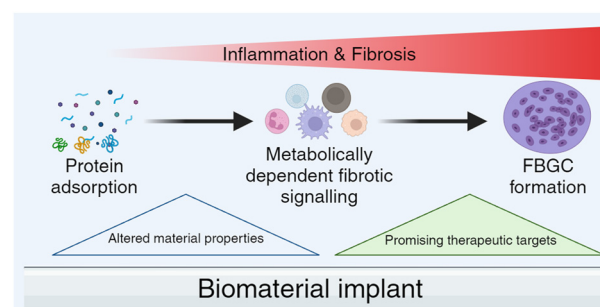 Inflammation & Fibrosis
Protein
adsorption
Metabolically
dependent fibrotic
signalling
FBGC
formation
Altered material properties
Promising therapeutic targets
Biomaterial implant